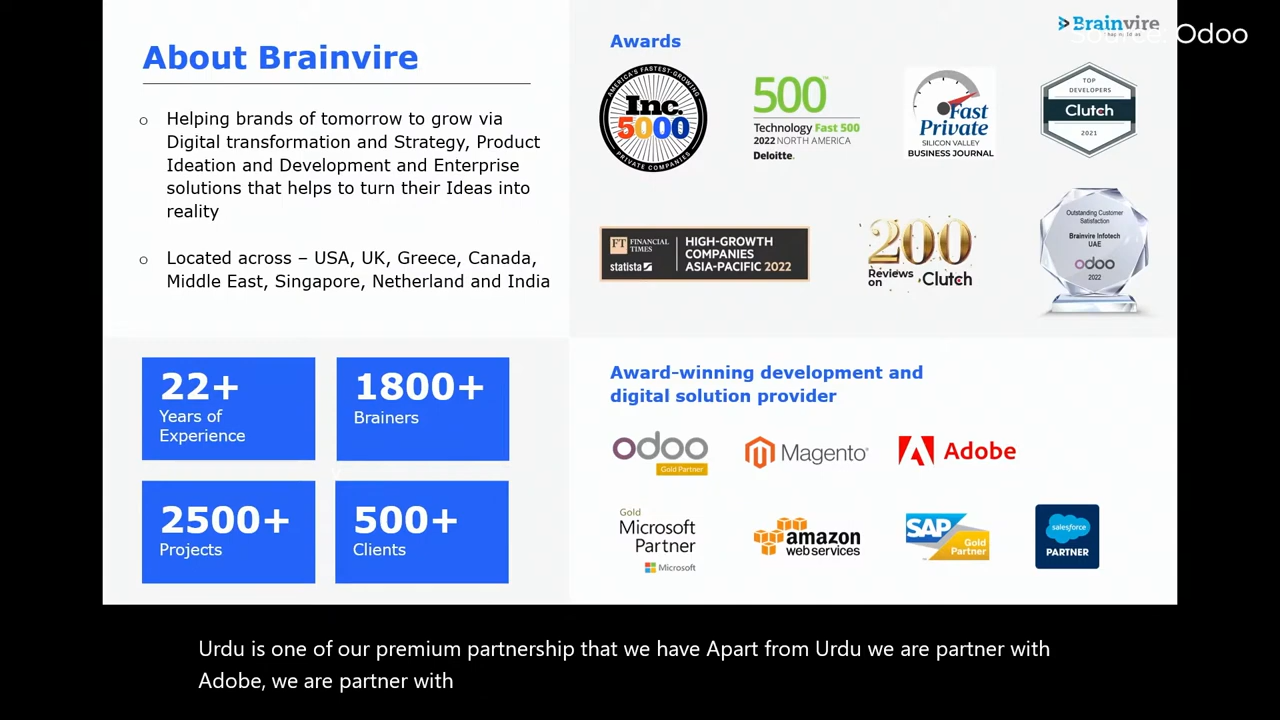 About Brainvire
Helping brands of tomorrow to grow via
Digital transformation and Strategy, Product
Ideation and Development and Enterprise
solutions that helps to turn their Ideas into
reality
Located across – USA, UK, Greece, Canada,
Middle East, Singapore, Netherland and India
22+
Years of
Experience
1800+
Brainers
2500+
Projects
500+
Clients
Brainvire
Source: Odoo
Awards
AMERICA'S FASTEST-GROWING
Inc.
5000
PRIVATE COMPANIES
500™
Technology Fast 500
2022 NORTH AMERICA
Deloitte.
Fast
Private
SILICON VALLEY
BUSINESS JOURNAL
TOP
DEVELOPERS
Clutch
2021
FT FINANCIAL
TIMES
statista
HIGH-GROWTH
COMPANIES
ASIA-PACIFIC 2022
200
Reviews
on Clutch
Outstanding Customer
Satisfaction
Brainvire Infotech
UAE
odoo
2022
Award-winning development and
digital solution provider
odoo
Gold Partner
Magento®
Adobe
Gold
Microsoft
Partner
Microsoft
amazon
web services
SAP
Gold
Partner
salesforce
PARTNER
Urdu is one of our premium partnership that we have Apart from Urdu we are partner with
Adobe, we are partner with